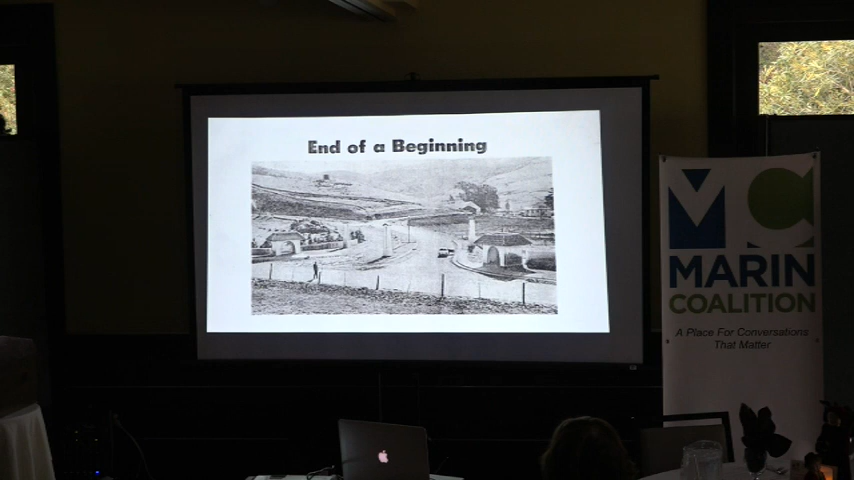 End of a Beginning
MC
MARIN
COALITION
A Place For Conversations
That Matter